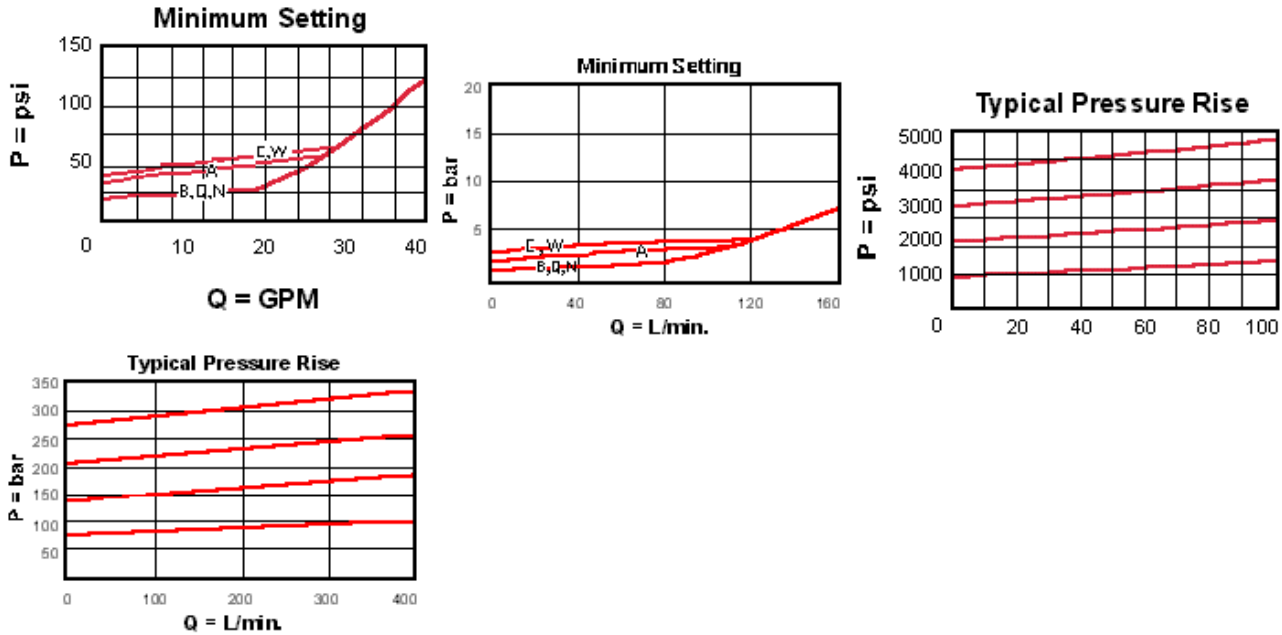 Minimum Setting
150
100
50
P = psi
C,W
A
B,Q,N
0 10 20 30 40
Q = GPM
Minimum Setting
20
15
10
5
P = bar
C,W
A
B,Q,N
0 40 80 120 160
Q = L/min.
Typical Pressure Rise
5000
4000
3000
2000
1000
P = psi
0 20 40 60 80 100
Typical Pressure Rise
350
300
250
200
150
100
50
P = bar
0 100 200 300 400
Q = L/min.